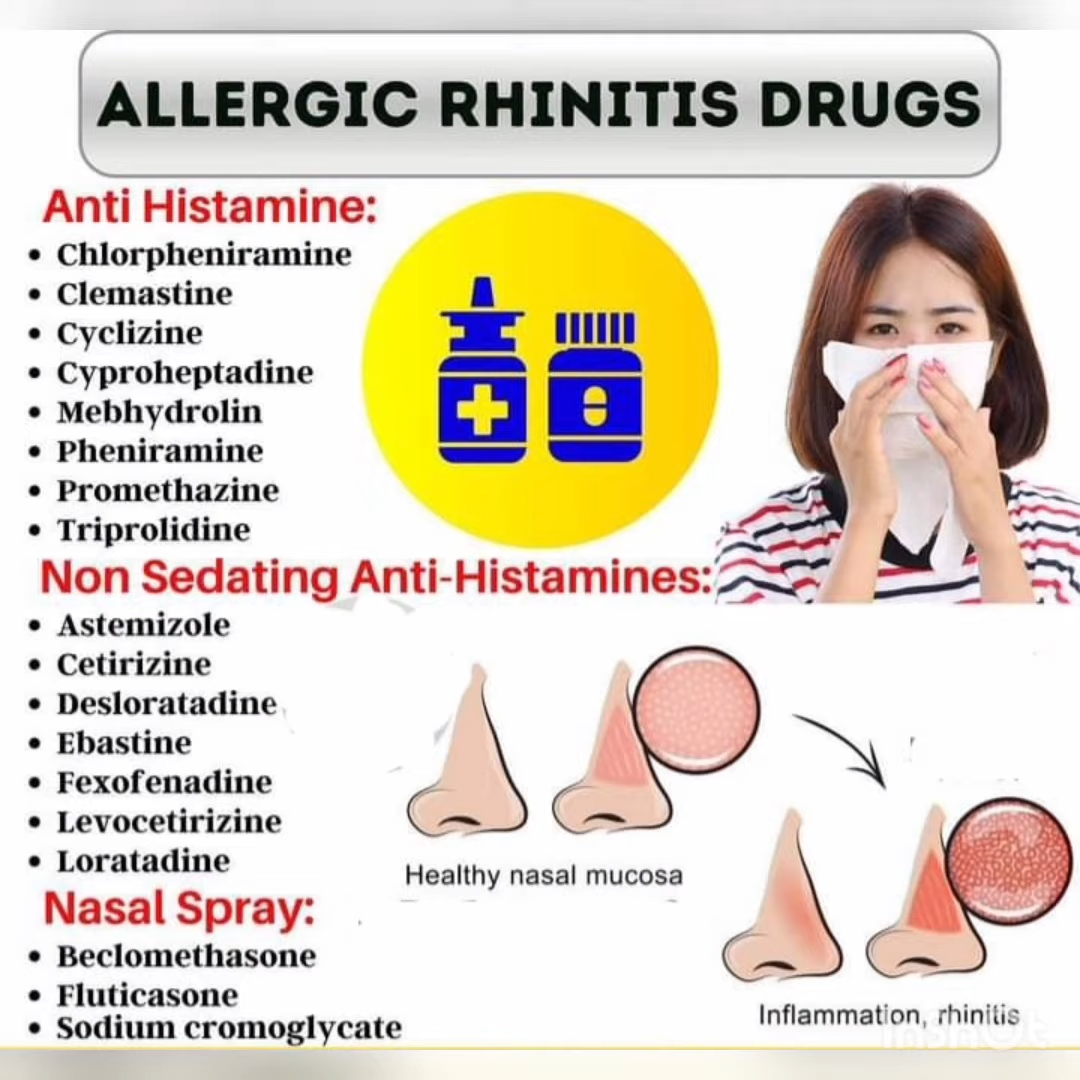 ALLERGIC RHINITIS DRUGS
Anti Histamine:
• Chlorpheniramine
• Clemastine
• Cyclizine
• Cyproheptadine
• Mebhydrolin
• Pheniramine
• Promethazine
• Triprolidine
Non Sedating Anti-Histamines:
• Astemizole
• Cetirizine
• Desloratadine
• Ebastine
• Fexofenadine
• Levocetirizine
• Loratadine
Nasal Spray:
• Beclomethasone
• Fluticasone
• Sodium cromoglycate
Healthy nasal mucosa
Inflammation, rhinitis
InShOt